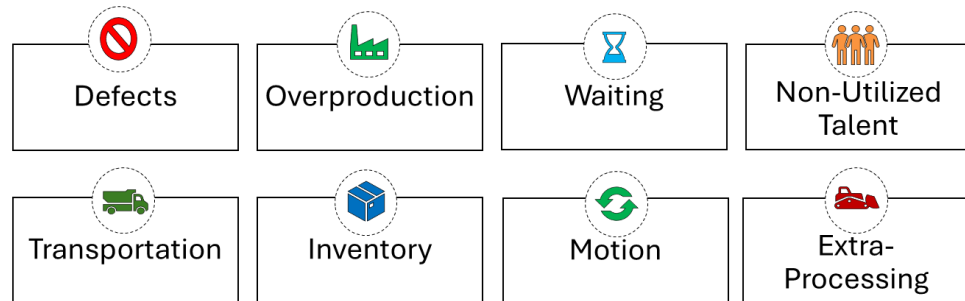 Defects
Overproduction
Waiting
Non-Utilized
Talent
Transportation
Inventory
Motion
Extra-
Processing